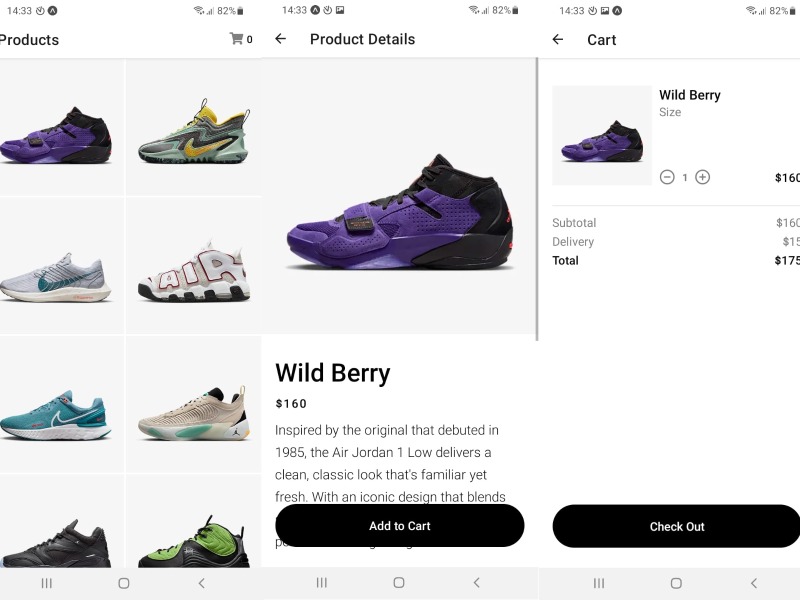 14:33
82%
Products
0
AIR
14:33
82%
Product Details
Wild Berry
$160
Inspired by the original that debuted in
1985, the Air Jordan 1 Low delivers a
clean, classic look that's familiar yet
fresh. With an iconic design that blends
Add to Cart
14:33
82%
Cart
Wild Berry
Size
1
$160
Subtotal
$160
Delivery
$15
Total
$175
Check Out